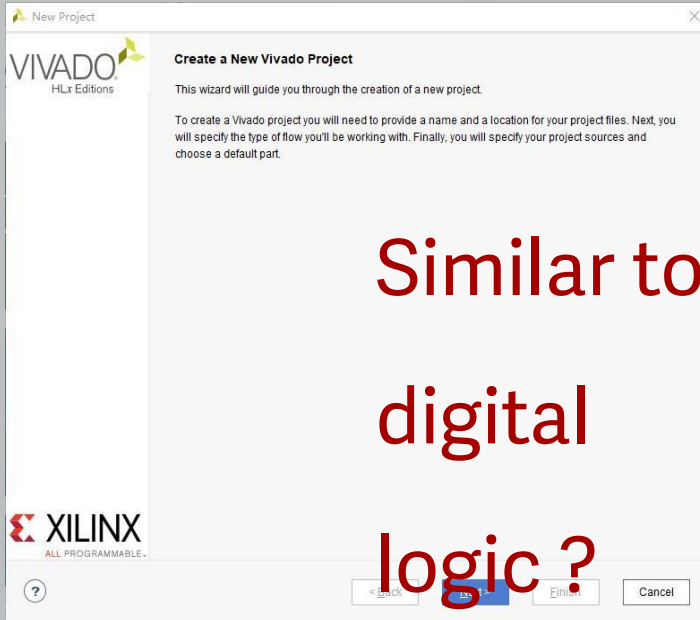 New Project
VIVADO
HLx Editions
Create a New Vivado Project
This wizard will guide you through the creation of a new project.
To create a Vivado project you will need to provide a name and a location for your project files. Next, you
will specify the type of flow you'll be working with. Finally, you will specify your project sources and
choose a default part.
Similar to
digital
logic ?
XILINX
ALL PROGRAMMABLE
?
< Back Next > Finish Cancel